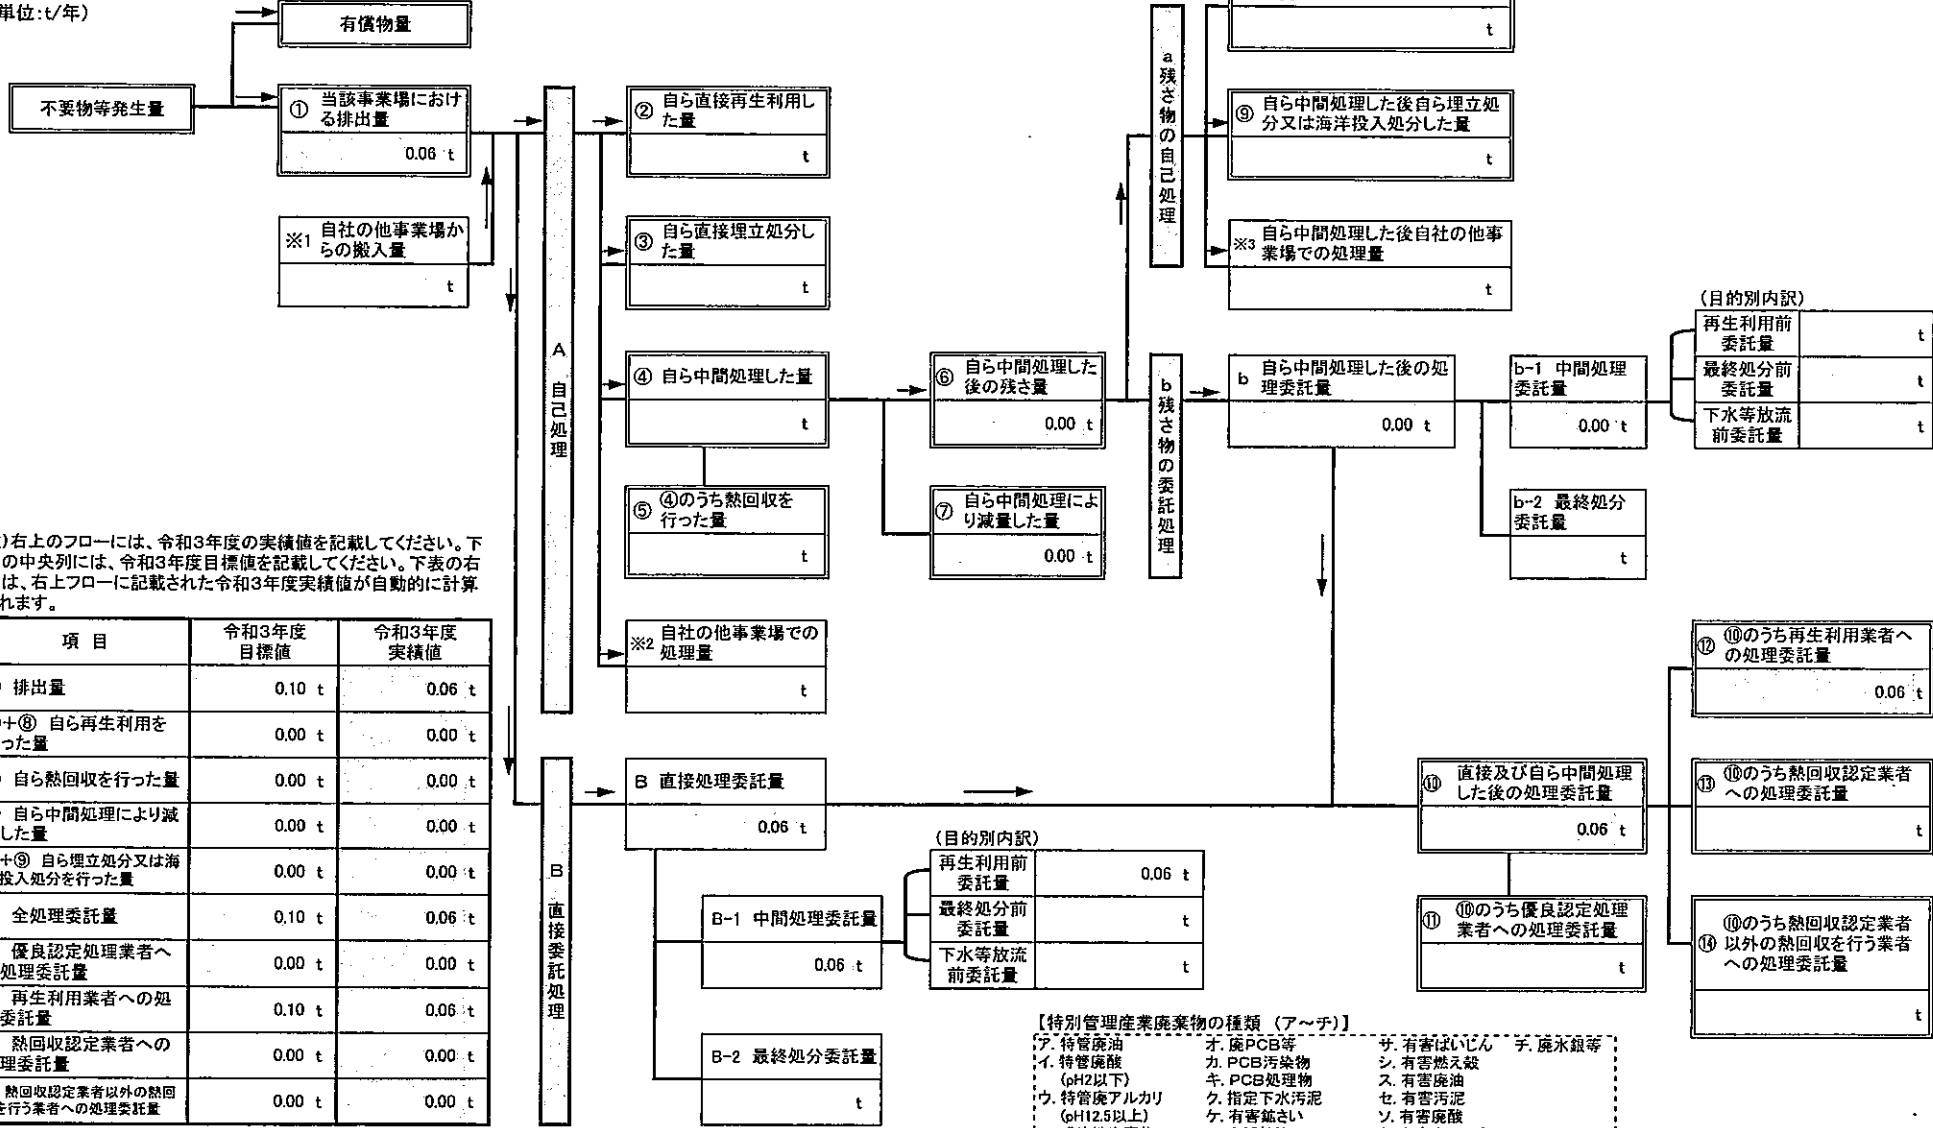 単位:t/年)
有償物量
不要物等発生量
① 当該事業場におけ
る排出量
0.06 t
※1 自社の他事業場か
らの搬入量
t
A 自己処理
② 自ら直接再生利用し
た量
t
③ 自ら直接埋立処分し
た量
t
④ 自ら中間処理した量
t
⑤ ④のうち熱回収を
行った量
t
※2 自社の他事業場での
処理量
t
⑥ 自ら中間処理した
後の残さ量
0.00 t
⑦ 自ら中間処理によ
り減量した量
0.00 t
a 残さ物の自己処理
t
⑨ 自ら中間処理した後自ら埋立処
分又は海洋投入処分した量
t
※3 自ら中間処理した後自社の他事
業場での処理量
t
b 残さ物の委託処理
b 自ら中間処理した後の処
理委託量
0.00 t
b-1 中間処理
委託量
0.00 t
b-2 最終処分
委託量
t
(目的別内訳)
再生利用前
委託量
t
最終処分前
委託量
t
下水等放流
前委託量
t
)右上のフローには、令和3年度の実績値を記載してください。下
の中央列には、令和3年度目標値を記載してください。下表の右
は、右上フローに記載された令和3年度実績値が自動的に計算
れます。
項 目 令和3年度
目標値 令和3年度
実績値
排出量 0.10 t 0.06 t
+⑧ 自ら再生利用を
った量 0.00 t 0.00 t
自ら熱回収を行った量 0.00 t 0.00 t
自ら中間処理により減
した量 0.00 t 0.00 t
+⑨ 自ら埋立処分又は海
投入処分を行った量 0.00 t 0.00 t
全処理委託量 0.10 t 0.06 t
優良認定処理業者へ
処理委託量 0.00 t 0.00 t
再生利用業者への処
委託量 0.10 t 0.06 t
熱回収認定業者への
理委託量 0.00 t 0.00 t
熱回収認定業者以外の熱回
を行う業者への処理委託量 0.00 t 0.00 t
B 直接委託処理
B 直接処理委託量
0.06 t
B-1 中間処理委託量
0.06 t
B-2 最終処分委託量
t
(目的別内訳)
再生利用前
委託量
0.06 t
最終処分前
委託量
t
下水等放流
前委託量
t
⑩ 直接及び自ら中間処理
した後の処理委託量
0.06 t
⑪ ⑩のうち優良認定処理
業者への処理委託量
t
⑫ ⑩のうち再生利用業者へ
の処理委託量
0.06 t
⑬ ⑩のうち熱回収認定業者
への処理委託量
t
⑭ ⑩のうち熱回収認定業者
以外の熱回収を行う業者
への処理委託量
t
【特別管理産業廃棄物の種類 (ア～チ)】
ア. 特管廃油 オ. 廃PCB等 サ. 有害ばいじん チ. 廃水銀等
イ. 特管廃酸 カ. PCB汚染物 シ. 有害燃え殻
(pH2以下) キ. PCB処理物 ス. 有害廃油
ウ. 特管廃アルカリ ク. 指定下水汚泥 セ. 有害汚泥
(pH12.5以上) ケ. 有害鉱さい ソ. 有害廃酸